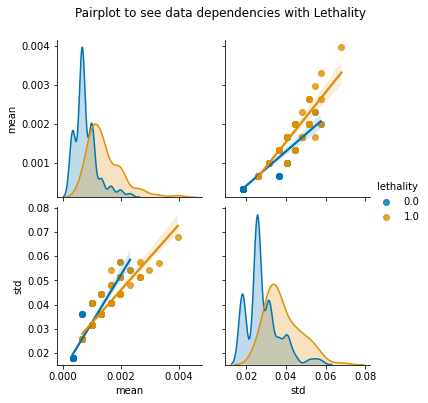 Pairplot to see data dependencies with Lethality
0.004
0.003
0.002
0.001
mean
lethality
0.0
1.0
0.08
0.07
0.06
0.05
0.04
0.03
0.02
std
0.000 0.002 0.004
mean
0.02 0.04 0.06 0.08
std